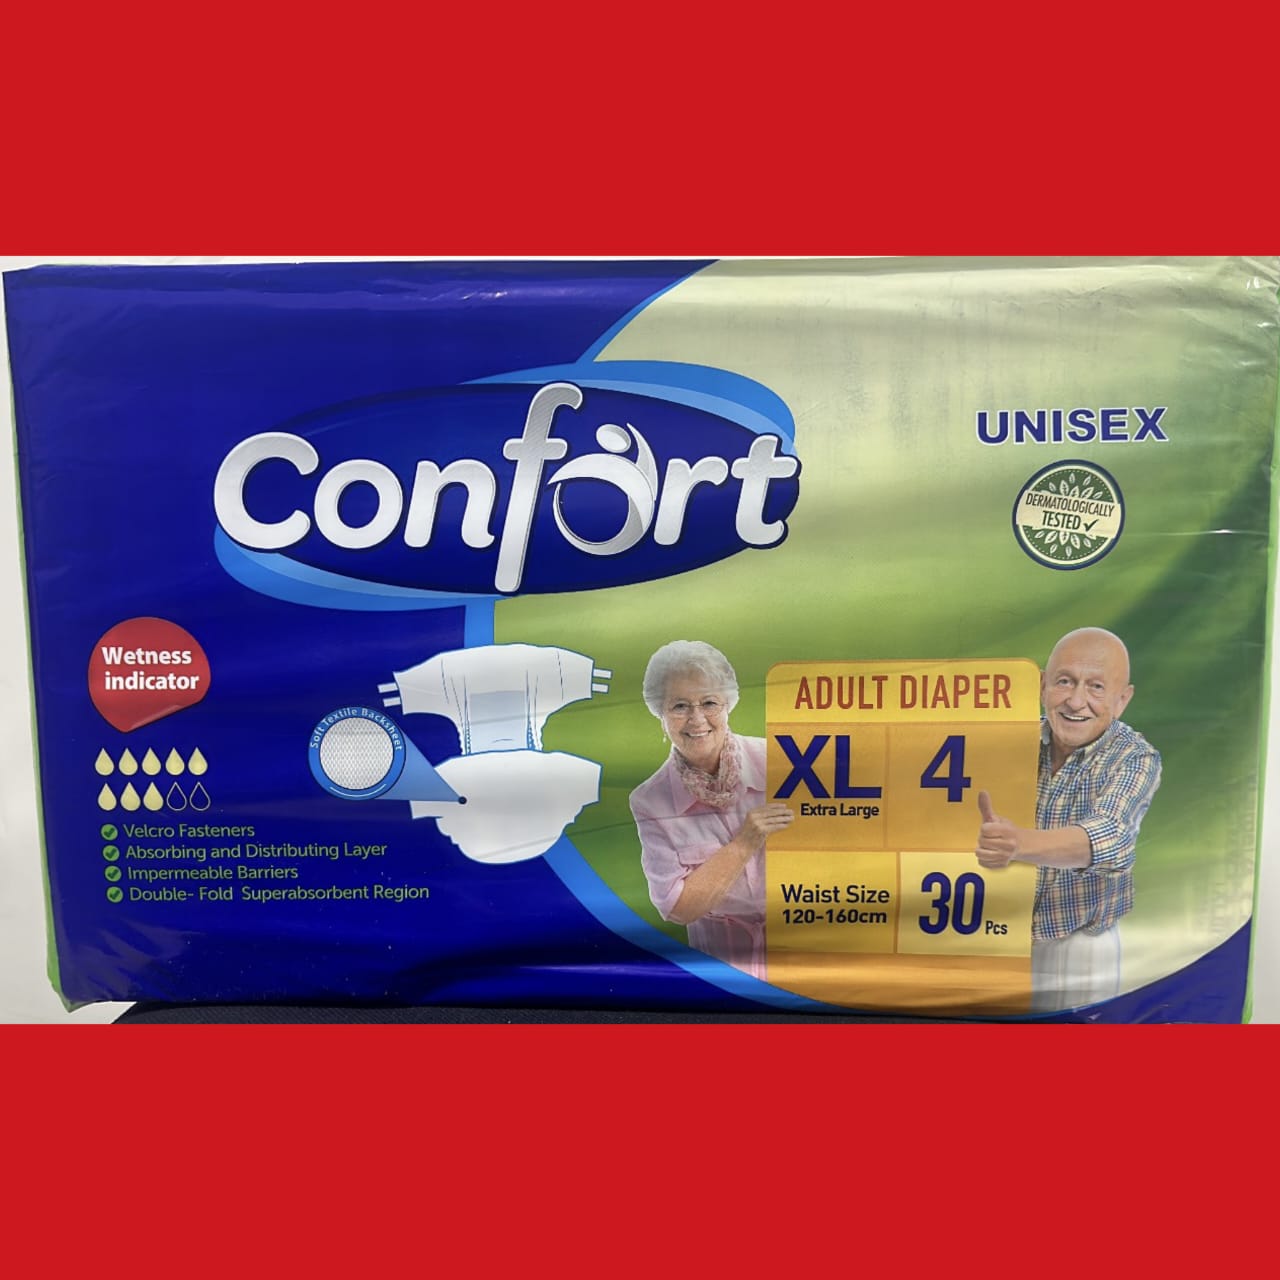 Confort
UNISEX
DERMATOLOGICALLY
TESTED
Wetness
indicator
Soft Textile Backsheet
Velcro Fasteners
Absorbing and Distributing Layer
Impermeable Barriers
Double- Fold Superabsorbent Region
ADULT DIAPER
XL
Extra Large
4
Waist Size
120-160cm
30 Pcs